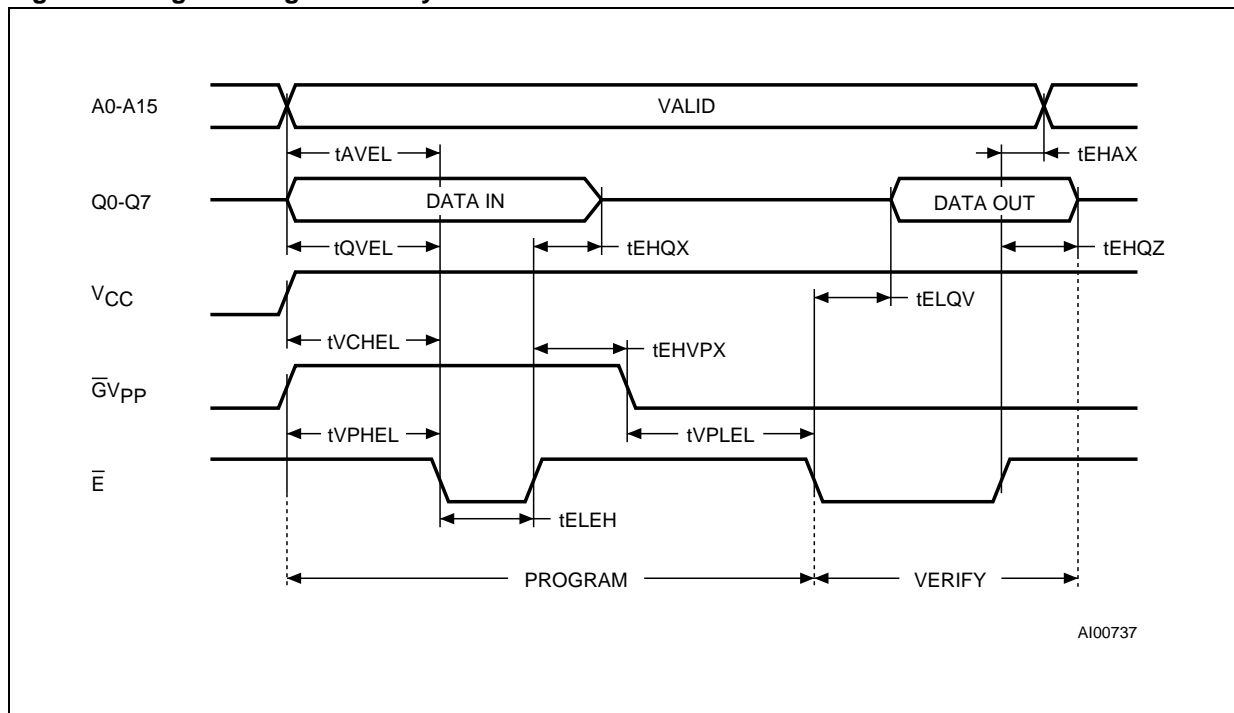 A0-A15
VALID
tAVEL
tEHAX
Q0-Q7
DATA IN
DATA OUT
tQVEL
tEHQX
tEHQZ
VCC
tELQV
tVCHEL
tEHVPX
G̅VPP
tVPHEL
tVPLEL
E̅
tELEH
PROGRAM
VERIFY
AI00737